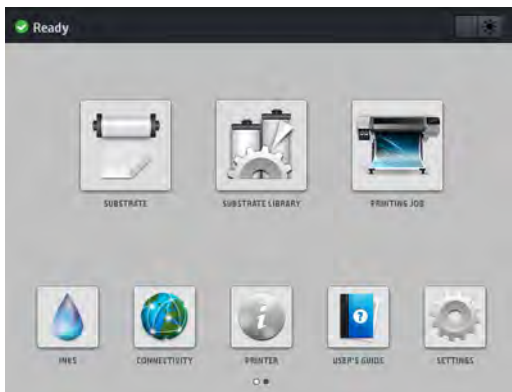 Ready
SUBSTRATE
SUBSTRATE LIBRARY
PRINTING JOB
INKS
CONNECTIVITY
PRINTER
USER'S GUIDE
SETTINGS